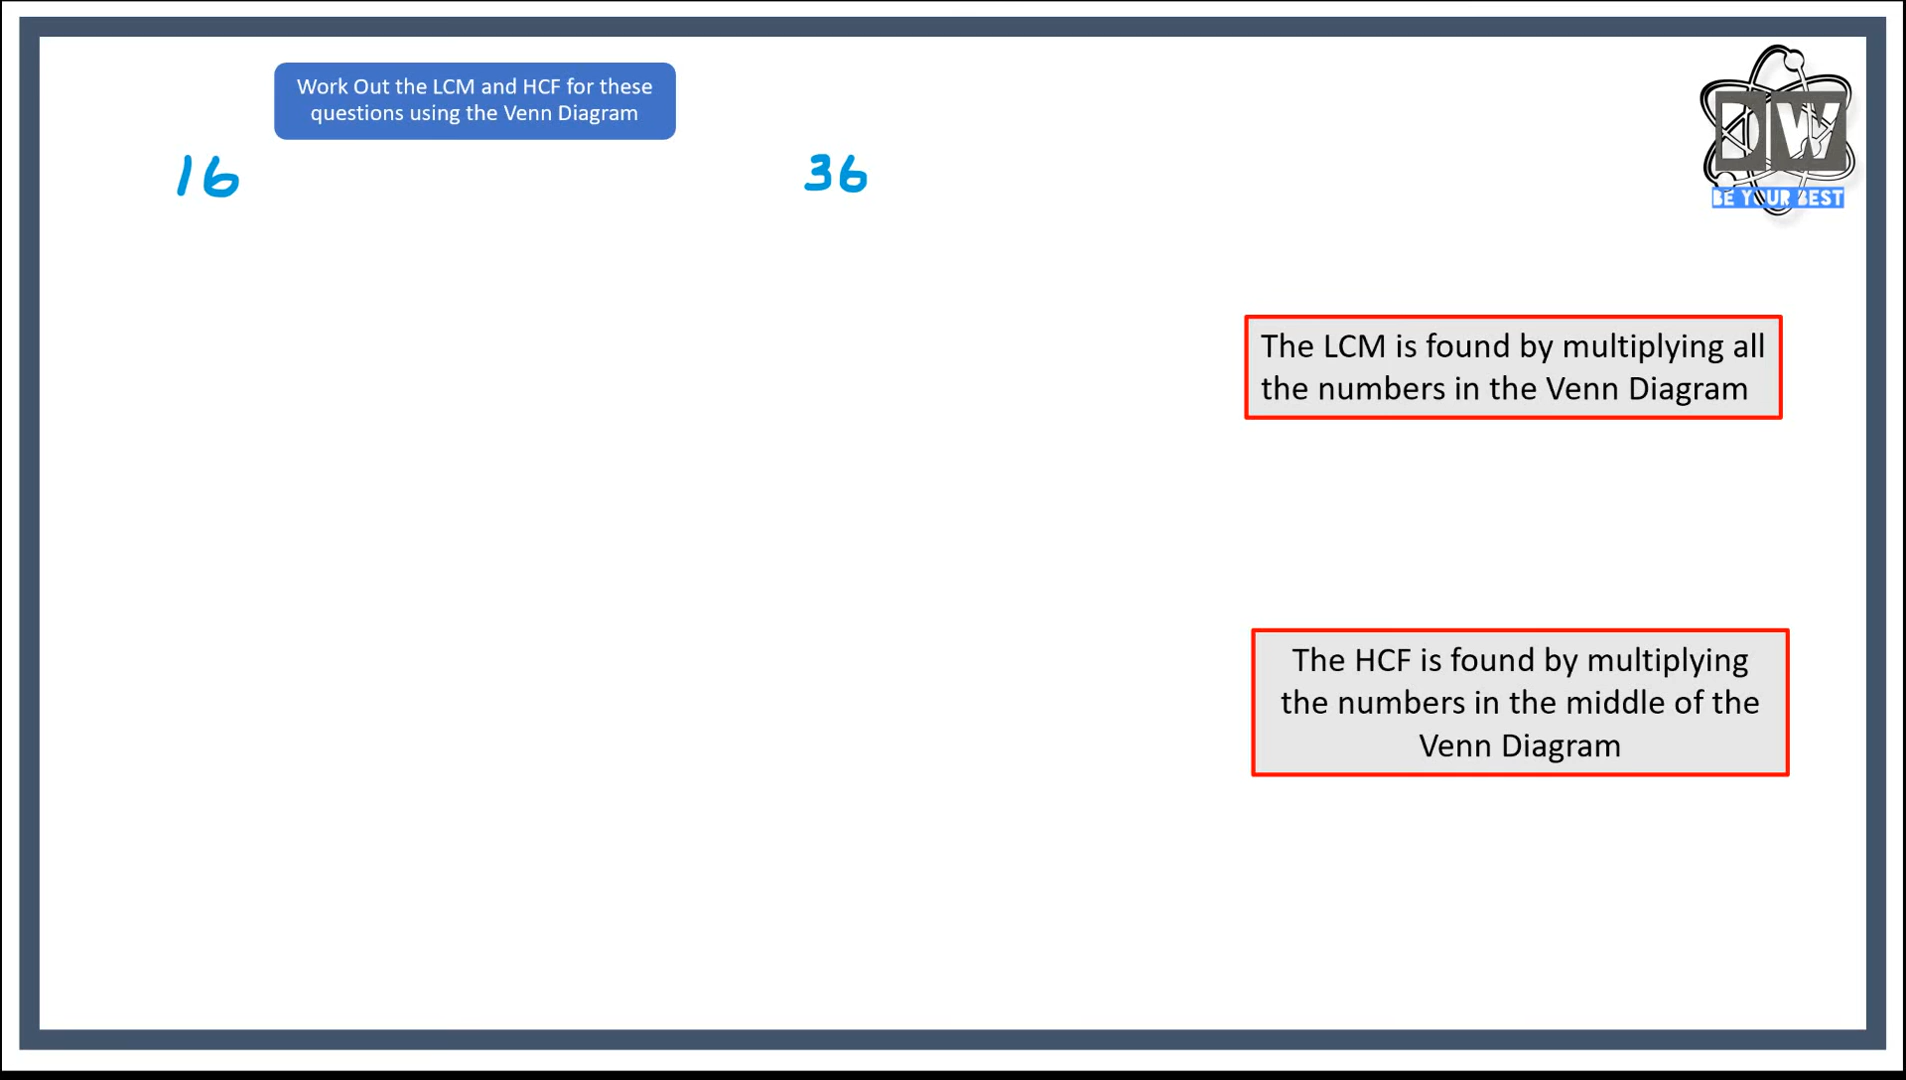 Work Out the LCM and HCF for these
questions using the Venn Diagram
16
36
DW
BE YOUR BEST
The LCM is found by multiplying all
the numbers in the Venn Diagram
The HCF is found by multiplying
the numbers in the middle of the
Venn Diagram